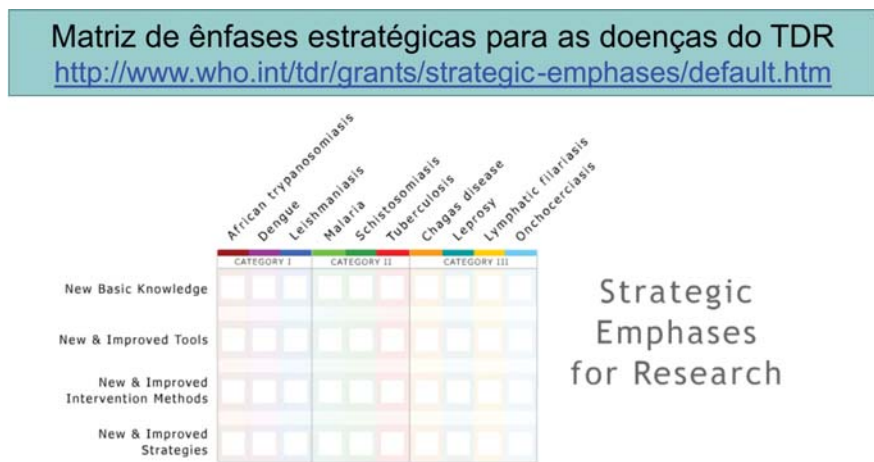 Matriz de ênfases estratégicas para as doenças do TDR
http://www.who.int/tdr/grants/strategic-emphases/default.htm
African trypanosomiasis
Dengue
Leishmaniasis
Malaria
Schistosomiasis
Tuberculosis
Chagas disease
Leprosy
Lymphatic filariasis
Onchocerciasis
CATEGORY I
CATEGORY II
CATEGORY III
New Basic Knowledge
New & Improved Tools
New & Improved
Intervention Methods
New & Improved
Strategies
Strategic
Emphases
for Research